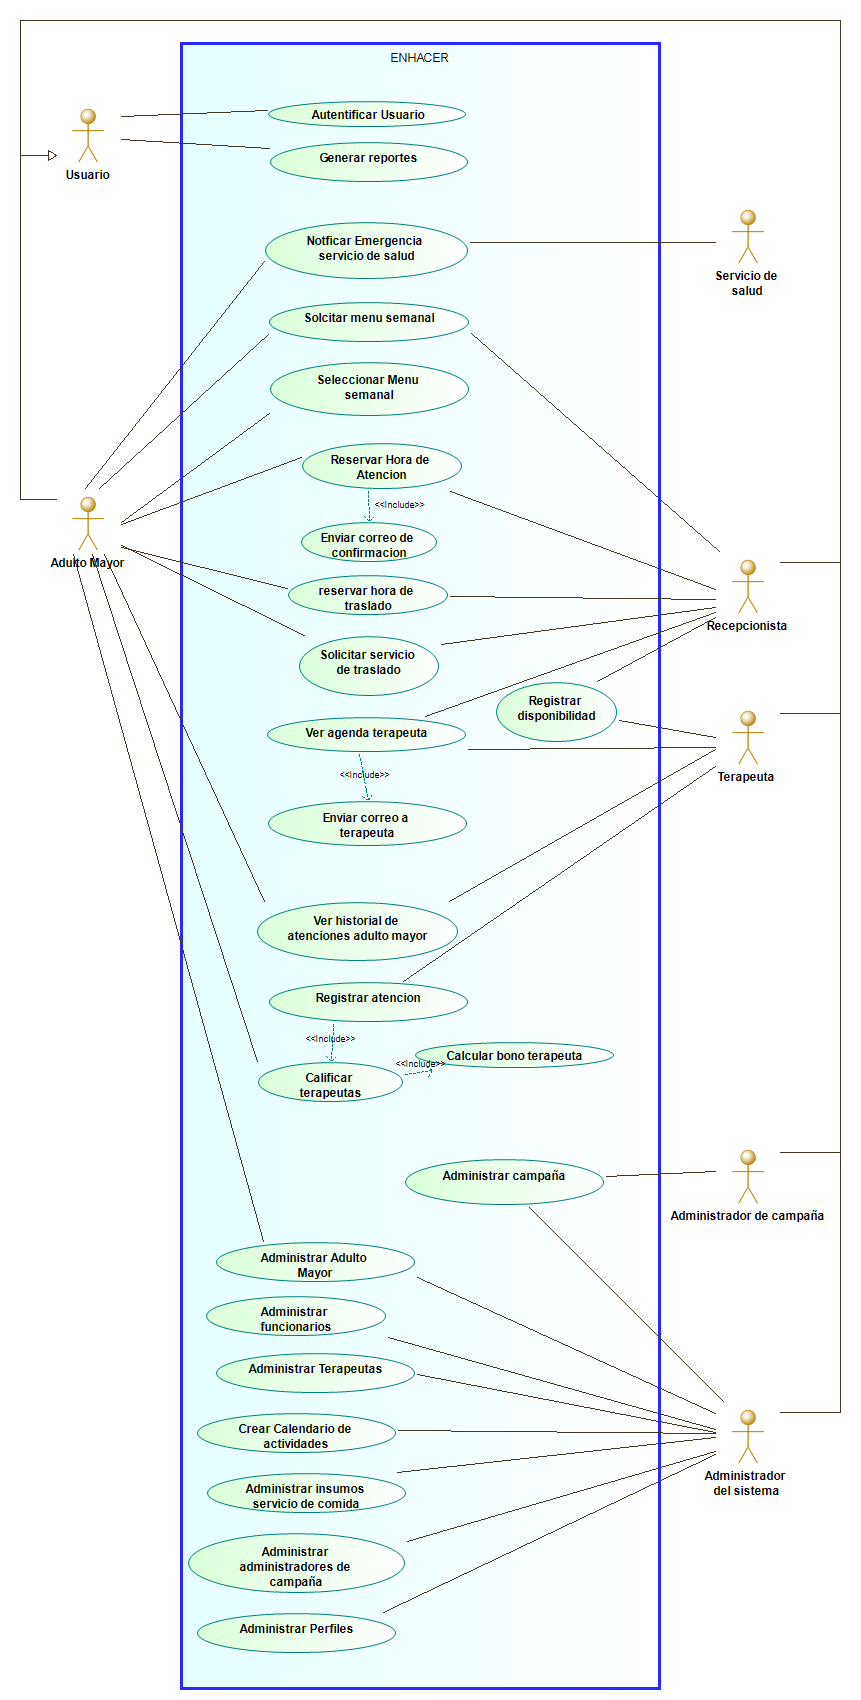 ENHACER
Autentificar Usuario
Generar reportes
Usuario
Notficar Emergencia
servicio de salud
Servicio de
salud
Solcitar menu semanal
Seleccionar Menu
semanal
Reservar Hora de
Atencion
<<Include>>
Enviar correo de
confirmacion
Adulto Mayor
reservar hora de
traslado
Recepcionista
Solicitar servicio
de traslado
Registrar
disponibilidad
Ver agenda terapeuta
Terapeuta
<<Include>>
Enviar correo a
terapeuta
Ver historial de
atenciones adulto mayor
Registrar atencion
<<Include>>
Calcular bono terapeuta
<<Include>>
Calificar
terapeutas
Administrar campaña
Administrador de campaña
Administrar Adulto
Mayor
Administrar
funcionarios
Administrar Terapeutas
Crear Calendario de
actividades
Administrador
del sistema
Administrar insumos
servicio de comida
Administrar
administradores de
campaña
Administrar Perfiles